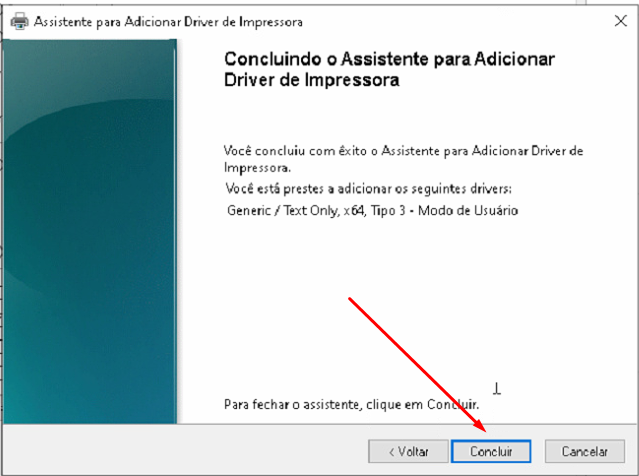 Assistente para Adicionar Driver de Impressora
Concluindo o Assistente para Adicionar
Driver de Impressora
Você concluiu com êxito o Assistente para Adicionar Driver de
Impressora.
Você está prestes a adicionar os seguintes drivers:
Generic / Text Only, x64, Tipo 3 - Modo de Usuário
Para fechar o assistente, clique em Concluir.
< Voltar
Concluir
Cancelar